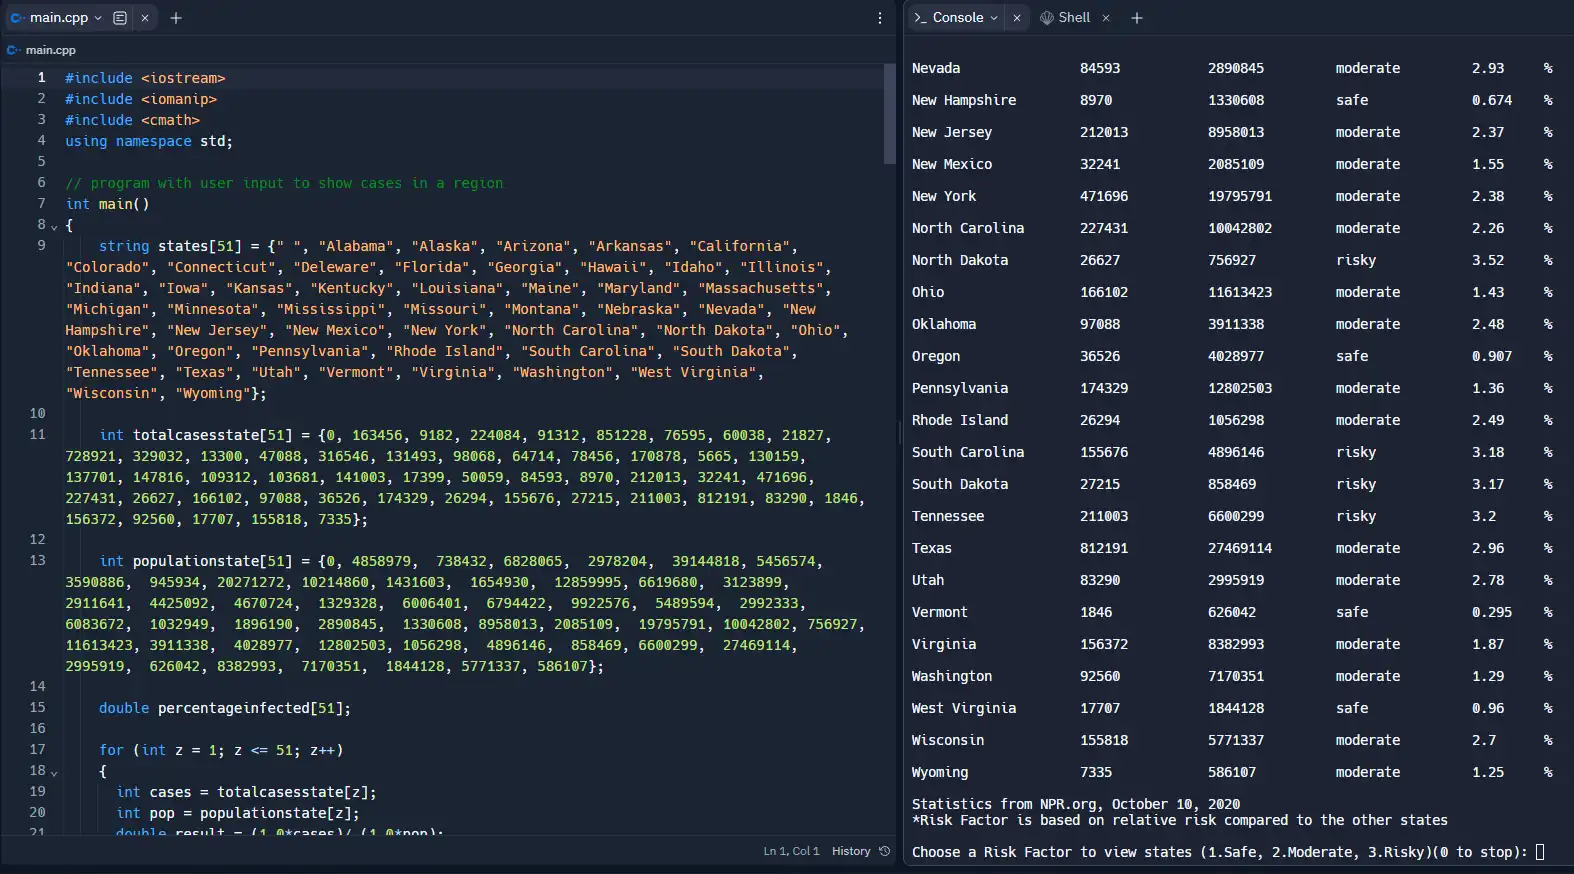 main.cpp
main.cpp
1 #include <iostream>
2 #include <iomanip>
3 #include <cmath>
4 using namespace std;
5
6 // program with user input to show cases in a region
7 int main()
8 {
9 string states[51] = {" ", "Alabama", "Alaska", "Arizona", "Arkansas", "California",
"Colorado", "Connecticut", "Deleware", "Florida", "Georgia", "Hawaii", "Idaho", "Illinois",
"Indiana", "Iowa", "Kansas", "Kentucky", "Louisiana", "Maine", "Maryland", "Massachusetts",
"Michigan", "Minnesota", "Mississippi", "Missouri", "Montana", "Nebraska", "Nevada", "New
Hampshire", "New Jersey", "New Mexico", "New York", "North Carolina", "North Dakota", "Ohio",
"Oklahoma", "Oregon", "Pennsylvania", "Rhode Island", "South Carolina", "South Dakota",
"Tennessee", "Texas", "Utah", "Vermont", "Virginia", "Washington", "West Virginia",
"Wisconsin", "Wyoming"};
10
11 int totalcasesstate[51] = {0, 163456, 9182, 224084, 91312, 851228, 76595, 60038, 21827,
728921, 329032, 13300, 47088, 316546, 131493, 98068, 64714, 78456, 170878, 5665, 130159,
137701, 147816, 109312, 103681, 141003, 17399, 50059, 84593, 8970, 212013, 32241, 471696,
227431, 26627, 166102, 97088, 36526, 174329, 26294, 155676, 27215, 211003, 812191, 83290, 1846,
156372, 92560, 17707, 155818, 7335};
12
13 int populationstate[51] = {0, 4858979, 738432, 6828065, 2978204, 39144818, 5456574,
3590886, 945934, 20271272, 10214860, 1431603, 1654930, 12859995, 6619680, 3123899,
2911641, 4425092, 4670724, 1329328, 6006401, 6794422, 9922576, 5489594, 2992333,
6083672, 1032949, 1896190, 2890845, 1330608, 8958013, 2085109, 19795791, 10042802, 756927,
11613423, 3911338, 4028977, 12802503, 1056298, 4896146, 858469, 6600299, 27469114,
2995919, 626042, 8382993, 7170351, 1844128, 5771337, 586107};
14
15 double percentageinfected[51];
16
17 for (int z = 1; z <= 51; z++)
18 {
19 int cases = totalcasesstate[z];
20 int pop = populationstate[z];
21 double result = (1.0*cases)/ (1.0*pop);
Ln 1, Col 1 History
Console Shell
Nevada 84593 2890845 moderate 2.93 %
New Hampshire 8970 1330608 safe 0.674 %
New Jersey 212013 8958013 moderate 2.37 %
New Mexico 32241 2085109 moderate 1.55 %
New York 471696 19795791 moderate 2.38 %
North Carolina 227431 10042802 moderate 2.26 %
North Dakota 26627 756927 risky 3.52 %
Ohio 166102 11613423 moderate 1.43 %
Oklahoma 97088 3911338 moderate 2.48 %
Oregon 36526 4028977 safe 0.907 %
Pennsylvania 174329 12802503 moderate 1.36 %
Rhode Island 26294 1056298 moderate 2.49 %
South Carolina 155676 4896146 risky 3.18 %
South Dakota 27215 858469 risky 3.17 %
Tennessee 211003 6600299 risky 3.2 %
Texas 812191 27469114 moderate 2.96 %
Utah 83290 2995919 moderate 2.78 %
Vermont 1846 626042 safe 0.295 %
Virginia 156372 8382993 moderate 1.87 %
Washington 92560 7170351 moderate 1.29 %
West Virginia 17707 1844128 safe 0.96 %
Wisconsin 155818 5771337 moderate 2.7 %
Wyoming 7335 586107 moderate 1.25 %
Statistics from NPR.org, October 10, 2020
*Risk Factor is based on relative risk compared to the other states
Choose a Risk Factor to view states (1.Safe, 2.Moderate, 3.Risky)(0 to stop):